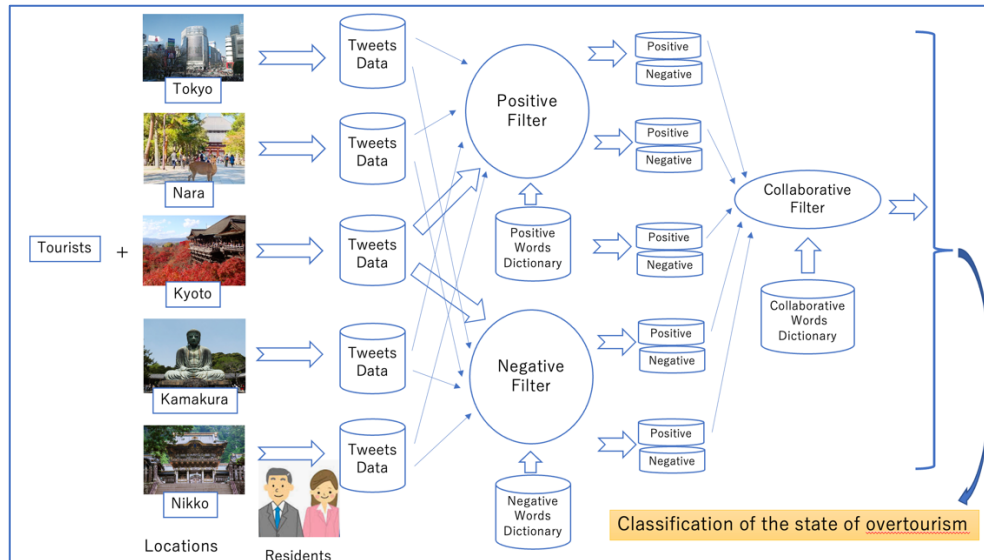 Tourists
+
Tokyo
Nara
Kyoto
Kamakura
Nikko
Locations
Residents
Tweets
Data
Tweets
Data
Tweets
Data
Tweets
Data
Tweets
Data
Positive
Filter
Positive
Words
Dictionary
Negative
Filter
Negative
Words
Dictionary
Positive
Negative
Positive
Negative
Positive
Negative
Positive
Negative
Positive
Negative
Collaborative
Filter
Collaborative
Words
Dictionary
Classification of the state of overtourism